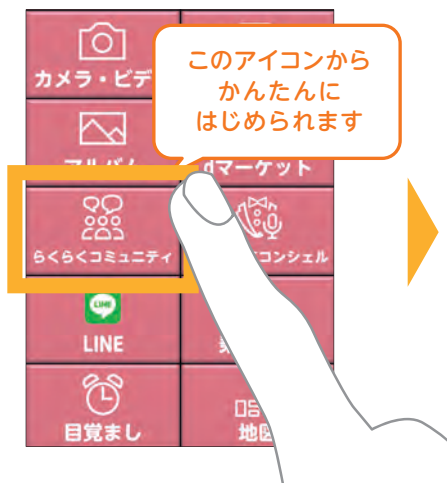 このアイコンから
かんたんに
はじめられます
カメラ・ビデ
アルバム
dマーケット
らくらくコミュニティ
コンシェル
LINE
LINE
目覚まし
地図